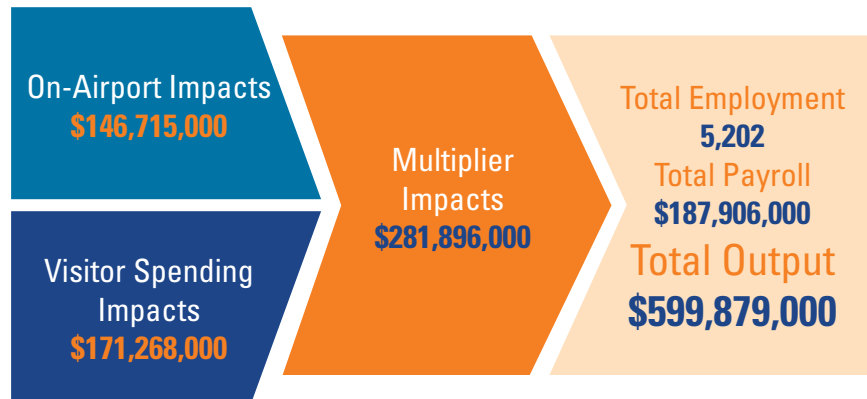 On-Airport Impacts
$146,715,000
Visitor Spending
Impacts
$171,268,000
Multiplier
Impacts
$281,896,000
Total Employment
5,202
Total Payroll
$187,906,000
Total Output
$599,879,000